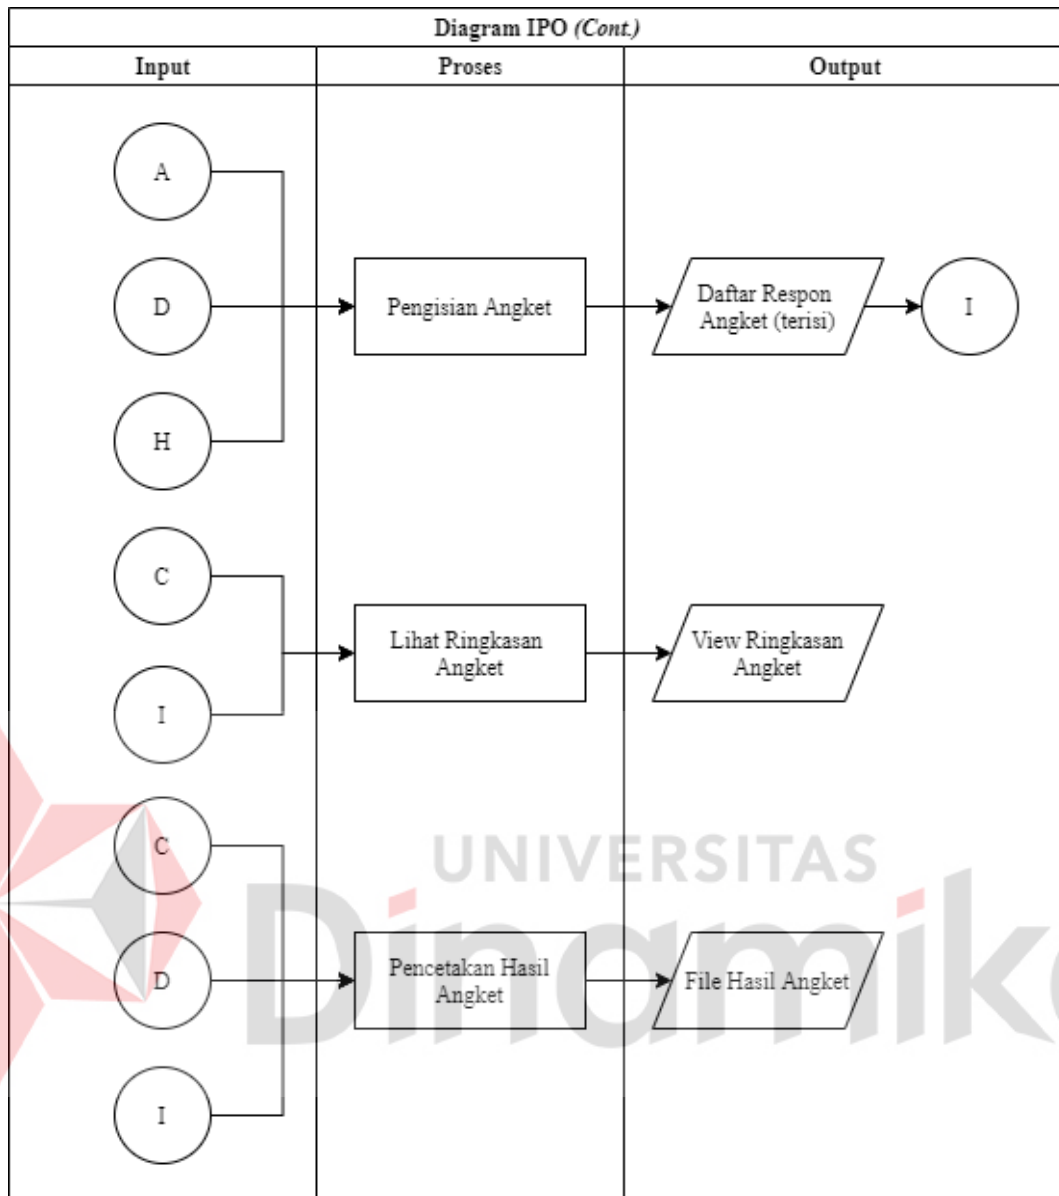 Diagram IPO (Cont.)
Input
Proses
Output
A
D
H
Pengisian Angket
Daftar Respon
Angket (terisi)
I
C
I
Lihat Ringkasan
Angket
View Ringkasan
Angket
C
D
I
Pencetakan Hasil
Angket
File Hasil Angket
UNIVERSITAS
Dinamika